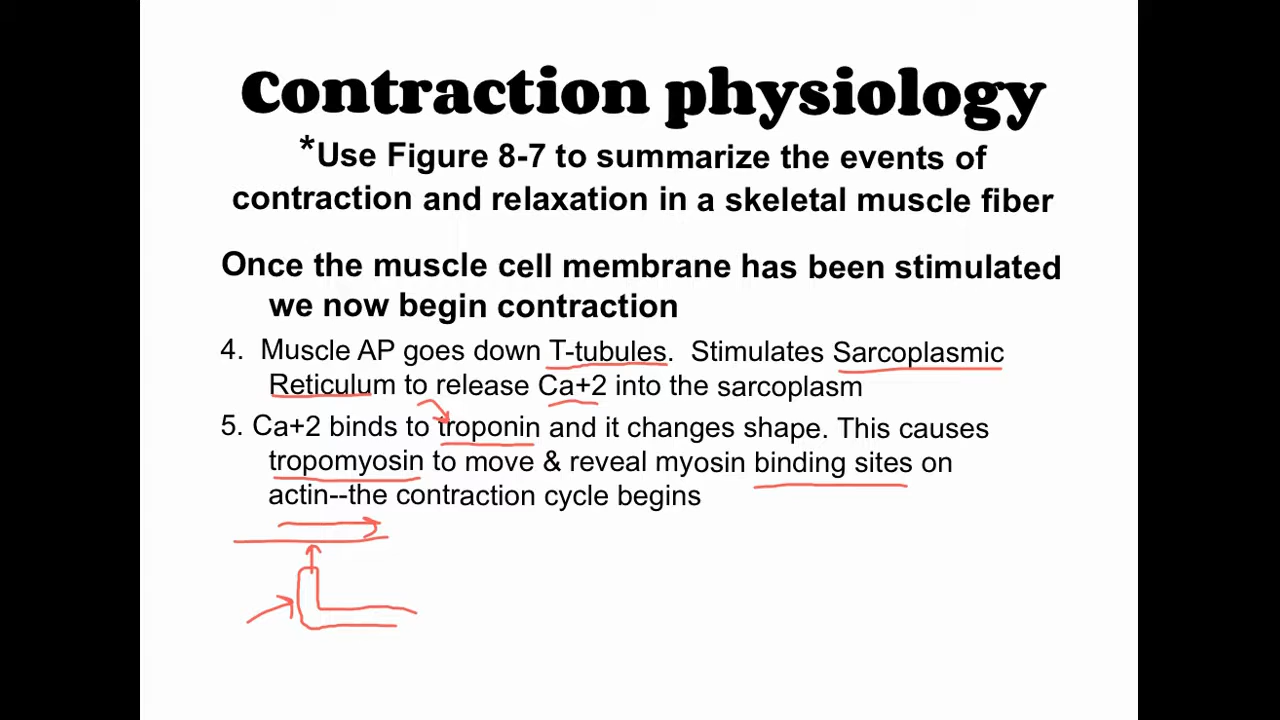 Contraction physiology
*Use Figure 8-7 to summarize the events of
contraction and relaxation in a skeletal muscle fiber
Once the muscle cell membrane has been stimulated
we now begin contraction
4. Muscle AP goes down T-tubules. Stimulates Sarcoplasmic
Reticulum to release Ca+2 into the sarcoplasm
5. Ca+2 binds to troponin and it changes shape. This causes
tropomyosin to move & reveal myosin binding sites on
actin--the contraction cycle begins